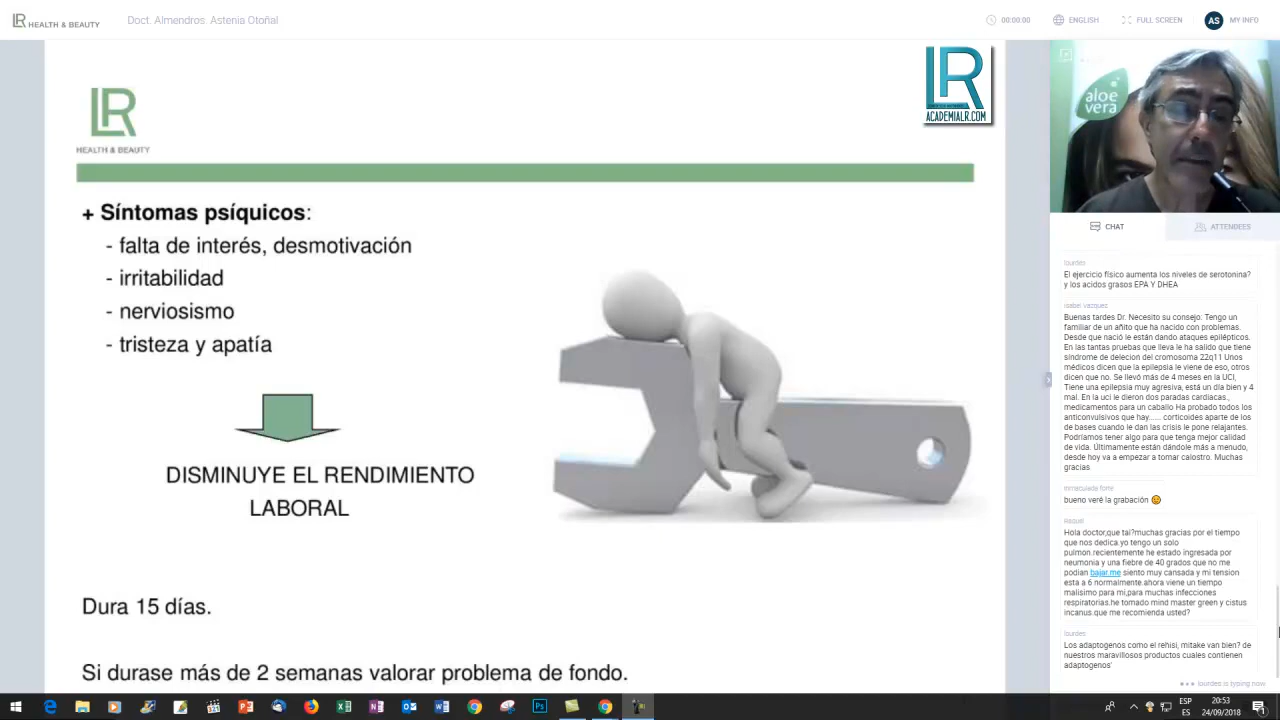 LR HEALTH & BEAUTY
Doct. Almendros. Astenia Otoñal
00:00:00
ENGLISH
FULL SCREEN
AS
MY INFO
LR
ACADEMIALR.COM
LR
HEALTH & BEAUTY
+ Síntomas psíquicos:
- falta de interés, desmotivación
- irritabilidad
- nerviosismo
- tristeza y apatía
DISMINUYE EL RENDIMIENTO
LABORAL
Dura 15 días.
Si durase más de 2 semanas valorar problema de fondo.
aloe
vera
CHAT
ATTENDEES
lourdes
El ejercicio físico aumenta los niveles de serotonina?
y los acidos grasos EPA Y DHEA
isabel vazquez
Buenas tardes Dr. Necesito su consejo: Tengo un
familiar de un añito que ha nacido con problemas.
Desde que nació le están dando ataques epilépticos.
En las tantas pruebas que lleva le ha salido que tiene
síndrome de deleción del cromosoma 22q11 Unos
médicos dicen que la epilepsia le viene de eso, otros
dicen que no. Se llevó más de 4 meses en la UCI,
Tiene una epilepsia muy agresiva, está un día bien y 4
mal. En la uci le dieron dos paradas cardiacas.,
medicamentos para un caballo Ha probado todos los
anticonvulsivos que hay...... corticoides aparte de los
de bases cuando le dan las crisis le pone relajantes.
Podríamos tener algo para que tenga mejor calidad
de vida. Últimamente están dándole más a menudo,
desde hoy va a empezar a tomar calostro. Muchas
gracias
inmaculada forte
bueno veré la grabación
Raquel
Hola doctor,que tal?muchas gracias por el tiempo
que nos dedica.yo tengo un solo
pulmon.recientemente he estado ingresada por
neumonia y una fiebre de 40 grados que no me
podian bajar.me siento muy cansada y mi tension
esta a 6 normalmente.ahora viene un tiempo
malisimo para mi,para muchas infecciones
respiratorias.he tomado mind master green y cistus
incanus.que me recomienda usted?
lourdes
Los adaptogenos como el rehisi, mitake van bien? de
nuestros maravillosos productos cuales contienen
adaptogenos'
lourdes is typing now
ESP
ES
20:53
24/09/2018